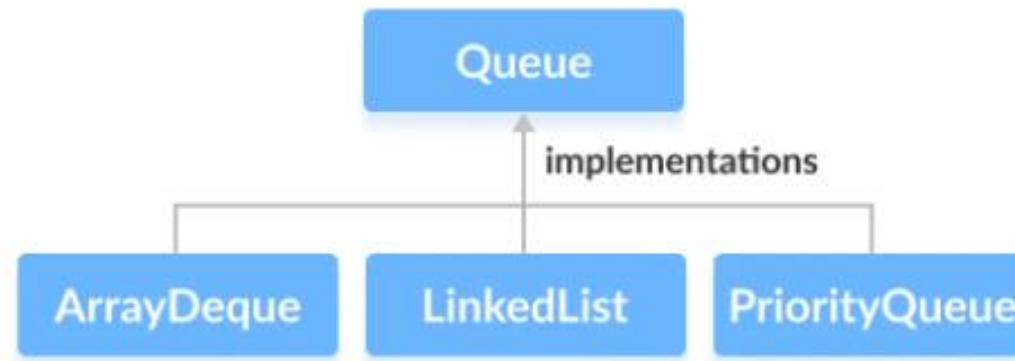 Queue
implementations
ArrayDeque
LinkedList
PriorityQueue